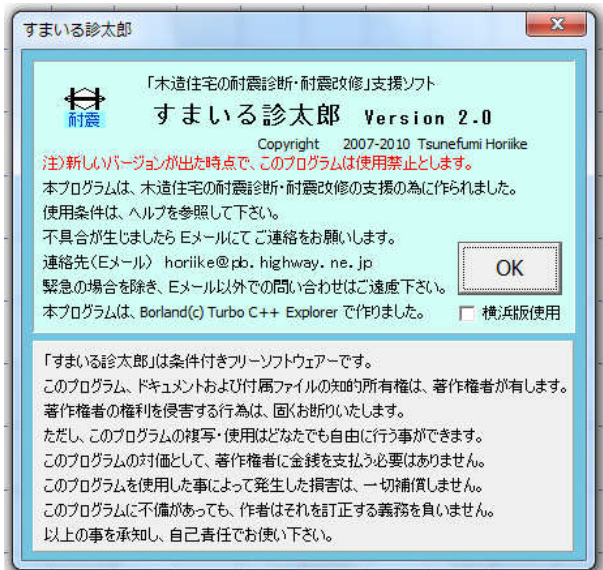 すまいる診太郎
「木造住宅の耐震診断・耐震改修」支援ソフト
耐震
すまいる診太郎 Version 2.0
Copyright 2007-2010 Tsunefumi Horiike
注)新しいバージョンが出た時点で、このプログラムは使用禁止とします。
本プログラムは、木造住宅の耐震診断・耐震改修の支援の為に作られました。
使用条件は、ヘルプを参照して下さい。
不具合が生じましたら Eメールにて ご連絡をお願いします。
連絡先(Eメール) horiike@pb.highway.ne.jp
緊急の場合を除き、Eメール以外での問い合わせはご遠慮下さい。
本プログラムは、Borland(c) Turbo C++ Explorer で作りました。
OK
横浜版使用
「すまいる診太郎」は条件付きフリーソフトウェアーです。
このプログラム、ドキュメントおよび付属ファイルの知的所有権は、著作権者が有します。
著作権者の権利を侵害する行為は、固くお断りいたします。
ただし、このプログラムの複写・使用はどなたでも自由に行う事ができます。
このプログラムの対価として、著作権者に金銭を支払う必要はありません。
このプログラムを使用した事によって発生した損害は、一切補償しません。
このプログラムに不備があっても、作者はそれを訂正する義務を負いません。
以上の事を承知し、自己責任でお使い下さい。